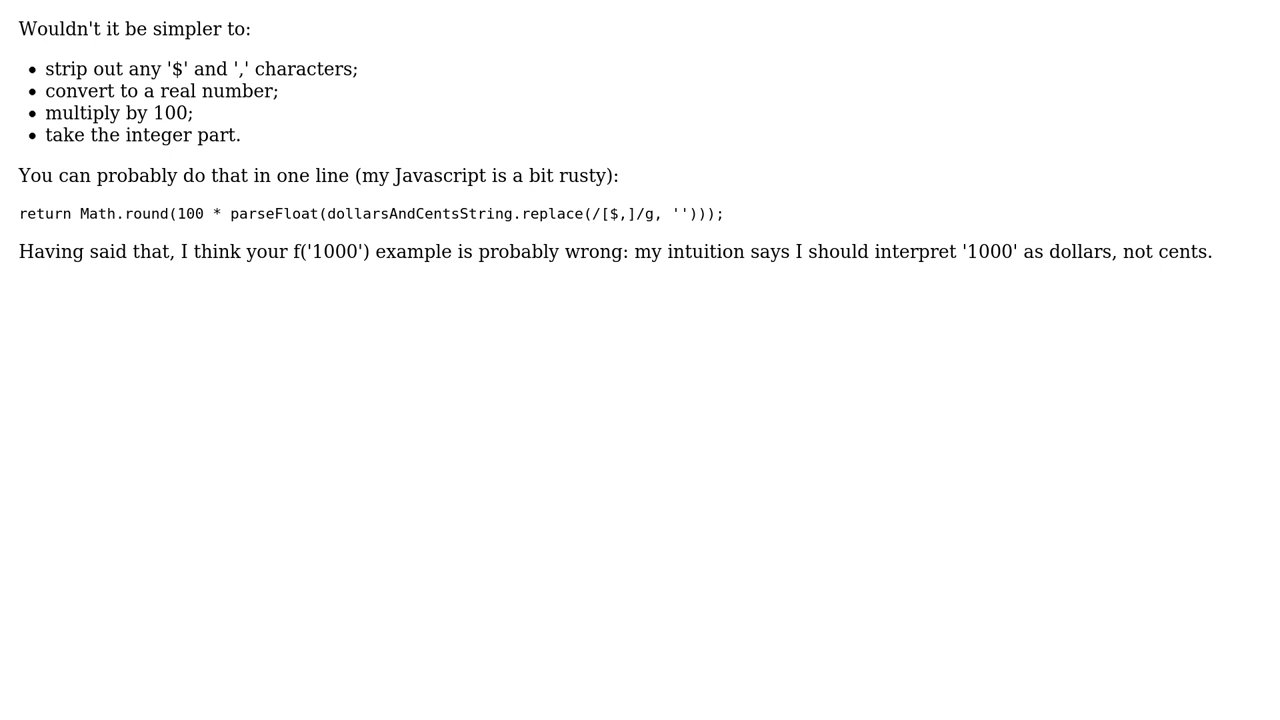 Wouldn't it be simpler to:
• strip out any '$' and ',' characters;
• convert to a real number;
• multiply by 100;
• take the integer part.
You can probably do that in one line (my Javascript is a bit rusty):
return Math.round(100 * parseFloat(dollarsAndCentsString.replace(/[$,]/g, '')));
Having said that, I think your f('1000') example is probably wrong: my intuition says I should interpret '1000' as dollars, not cents.